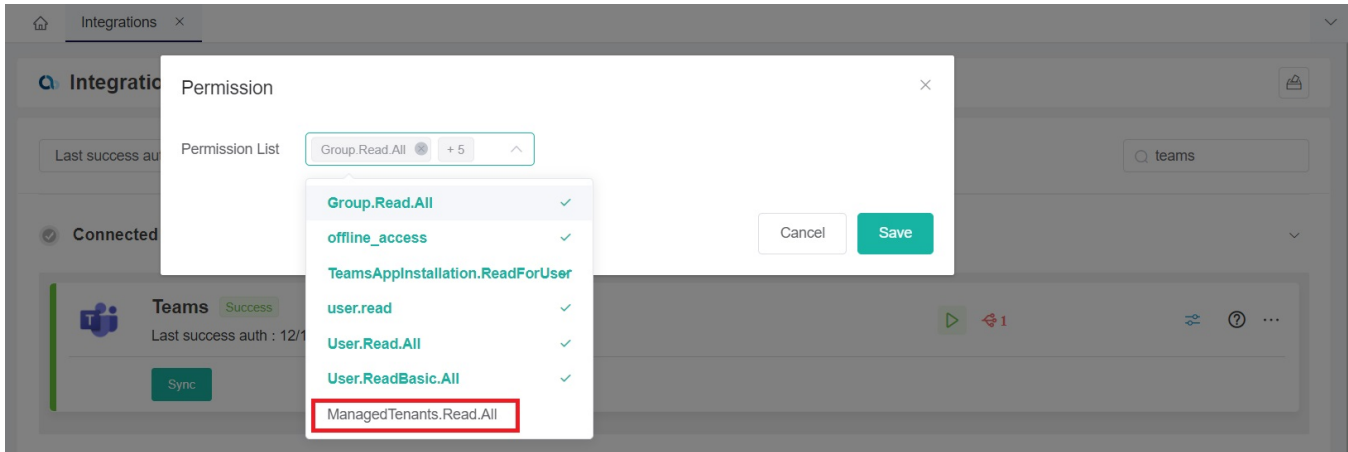 Integrations ×
Integratio
Permission
Last success au
Permission List
Group.Read.All
+ 5
teams
Group.Read.All
offline_access
TeamsAppInstallation.ReadForUser
user.read
User.Read.All
User.ReadBasic.All
ManagedTenants.Read.All
Cancel
Save
Connected
Teams
Success
Last success auth : 12/1
1
Sync